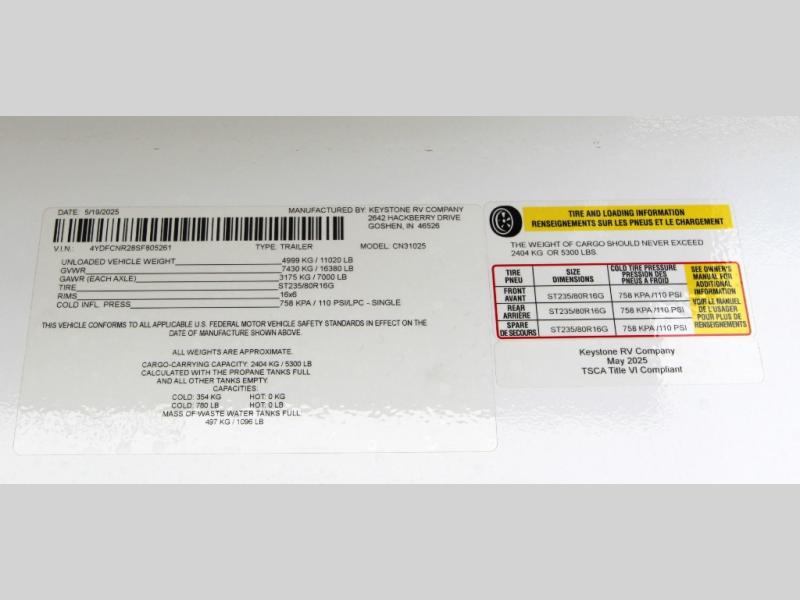 DATE: 5/19/2025
MANUFACTURED BY: KEYSTONE RV COMPANY
2642 HACKBERRY DRIVE
GOSHEN, IN 46526
V.I.N.: 4YDFCNR28SF805261 TYPE: TRAILER MODEL: CN31025
UNLOADED VEHICLE WEIGHT 4999 KG / 11020 LB
GVWR 7430 KG / 16380 LB
GAWR (EACH AXLE) 3175 KG / 7000 LB
TIRE ST235/80R16G
RIMS 16x6
COLD INFL. PRESS 758 KPA / 110 PSI/LPC - SINGLE
THIS VEHICLE CONFORMS TO ALL APPLICABLE U.S. FEDERAL MOTOR VEHICLE SAFETY STANDARDS IN EFFECT ON THE
DATE OF MANUFACTURE SHOWN ABOVE.
ALL WEIGHTS ARE APPROXIMATE.
CARGO-CARRYING CAPACITY: 2404 KG / 5300 LB
CALCULATED WITH THE PROPANE TANKS FULL
AND ALL OTHER TANKS EMPTY.
CAPACITIES:
COLD: 354 KG HOT: 0 KG
COLD: 780 LB HOT: 0 LB
MASS OF WASTE WATER TANKS FULL
497 KG / 1096 LB
TIRE AND LOADING INFORMATION
RENSEIGNEMENTS SUR LES PNEUS ET LE CHARGEMENT
THE WEIGHT OF CARGO SHOULD NEVER EXCEED
2404 KG OR 5300 LBS.
TIRE
PNEU
SIZE
DIMENSIONS
COLD TIRE PRESSURE
PRESSION DES
PNEUS A FROID
FRONT
AVANT
ST235/80R16G
758 KPA /110 PSI
REAR
ARRIÈRE
ST235/80R16G
758 KPA /110 PSI
SPARE
DE SECOURS
ST235/80R16G
758 KPA /110 PSI
SEE OWNER'S
MANUAL FOR
ADDITIONAL
INFORMATION
VOIR LE MANUEL
DE L'USAGER
POUR PLUS DE
RENSEIGNEMENTS
Keystone RV Company
May 2025
TSCA Title VI Compliant